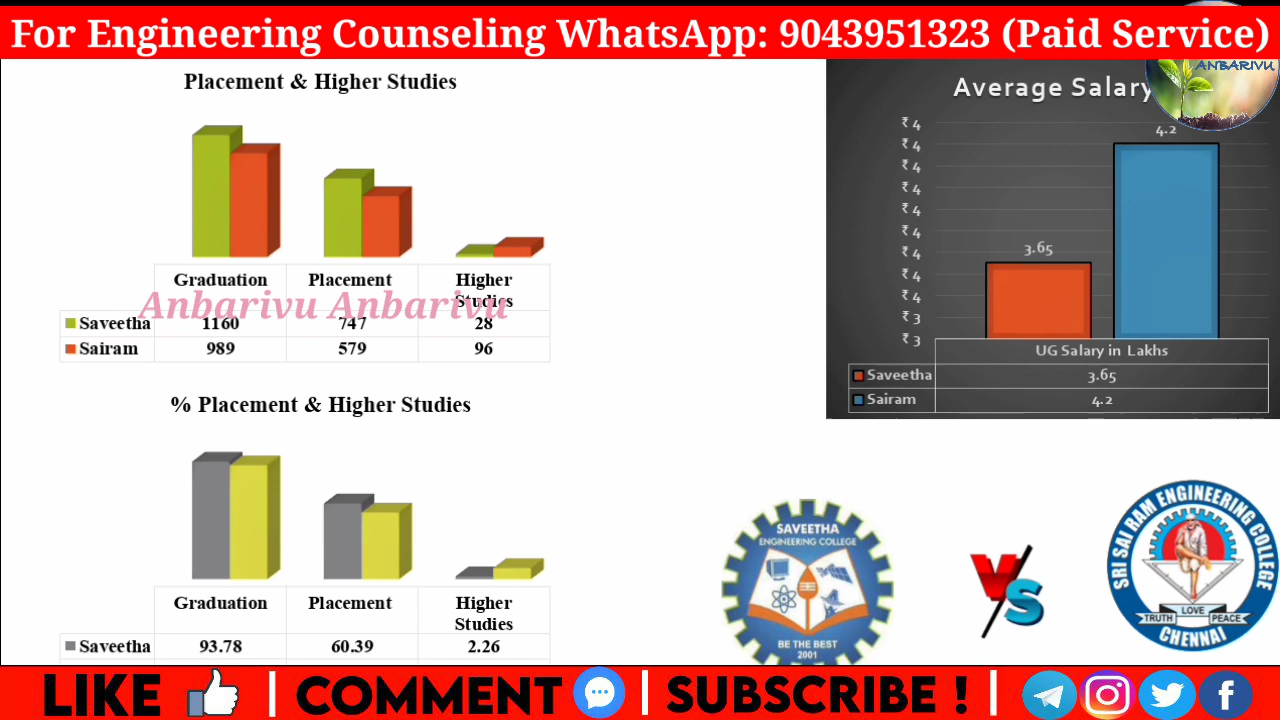 For Engineering Counseling WhatsApp: 9043951323 (Paid Service)
ANBARIVU
Placement & Higher Studies
Graduation Placement Higher Studies
Anbarivu Anbarivu
Saveetha 1160 747 28
Sairam 989 579 96
Average Salary
₹ 4
₹ 4
₹ 4
₹ 4
₹ 4
₹ 4
₹ 4
₹ 4
₹ 4
₹ 3
₹ 3
3.65
4.2
UG Salary in Lakhs
Saveetha 3.65
Sairam 4.2
% Placement & Higher Studies
Graduation Placement Higher Studies
Saveetha 93.78 60.39 2.26
SAVEETHA
ENGINEERING COLLEGE
BE THE BEST
2001
VS
SRI SAI RAM ENGINEERING COLLEGE
TRUTH LOVE PEACE
CHENNAI
LIKE | COMMENT | SUBSCRIBE ! |